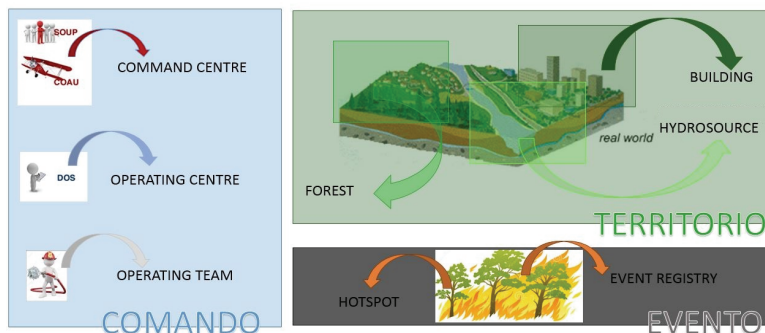 SOUP
COAU
COMMAND CENTRE
DOS
OPERATING CENTRE
OPERATING TEAM
COMANDO
BUILDING
HYDROSOURCE
real world
FOREST
TERRITORIO
HOTSPOT
EVENT REGISTRY
EVENTO